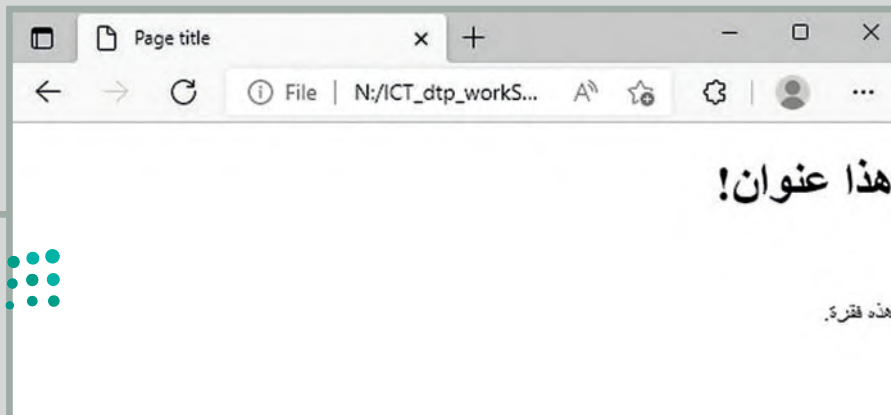 Page title
File | N:/ICT_dtp_workS...
هذا عنوان!
هذه فقرة.